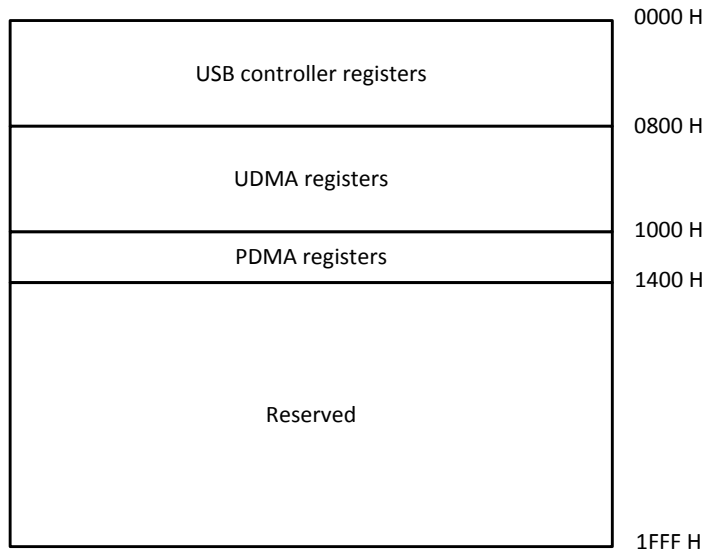 0000 H
USB controller registers
0800 H
UDMA registers
1000 H
PDMA registers
1400 H
Reserved
1FFF H